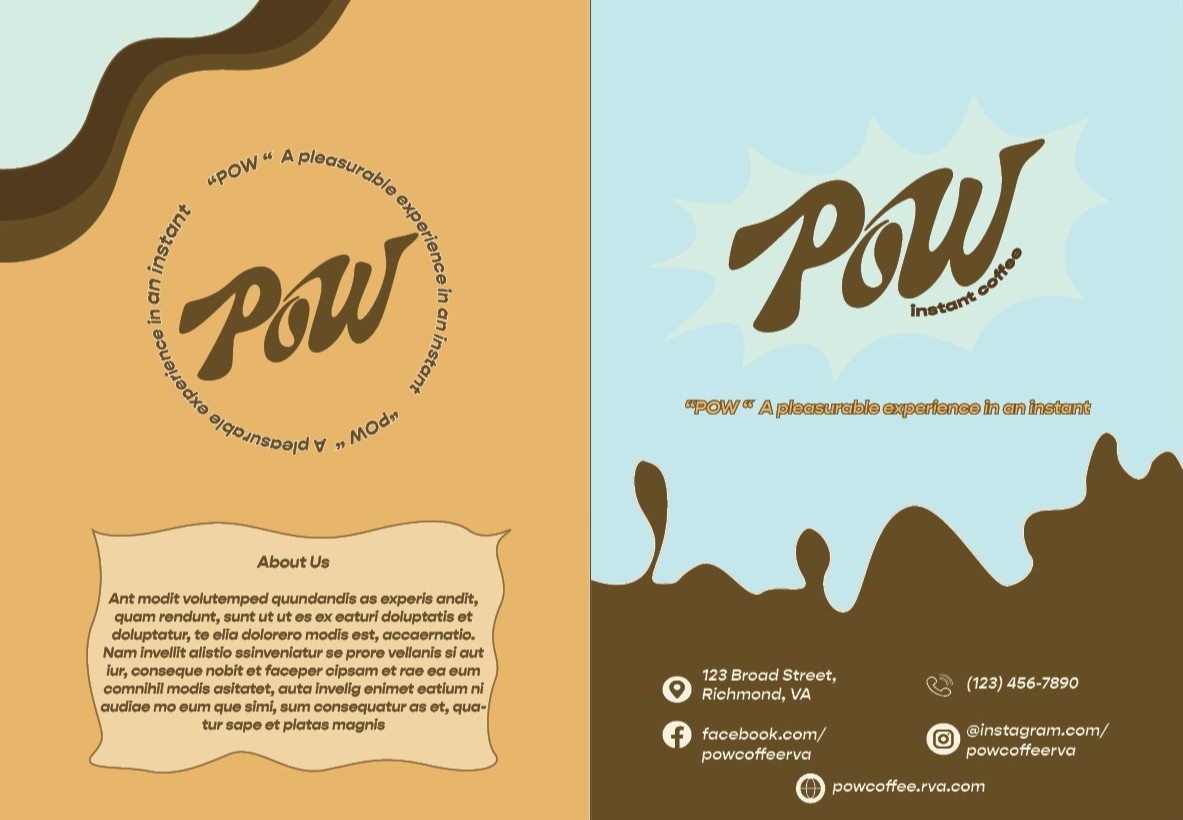 “POW “ A pleasurable experience in an instant
“POW “ A pleasurable experience in an instant
POW
About Us
Ant modit volutemped quundandis as experis andit,
quam rendunt, sunt ut ut es ex eaturi doluptatis et
doluptatur, te elia dolorero modis est, accaernatio.
Nam invellit alistio ssinveniatur se prore vellanis si aut
iur, conseque nobit et faceper cipsam et rae ea eum
comnihil modis asitatet, auta invelig enimet eatium ni
audiae mo eum que simi, sum consequatur as et, qua-
tur sape et platas magnis
POW
instant coffee
“POW “ A pleasurable experience in an instant
123 Broad Street,
Richmond, VA
(123) 456-7890
facebook.com/
powcoffeerva
@instagram.com/
powcoffeerva
powcoffee.rva.com